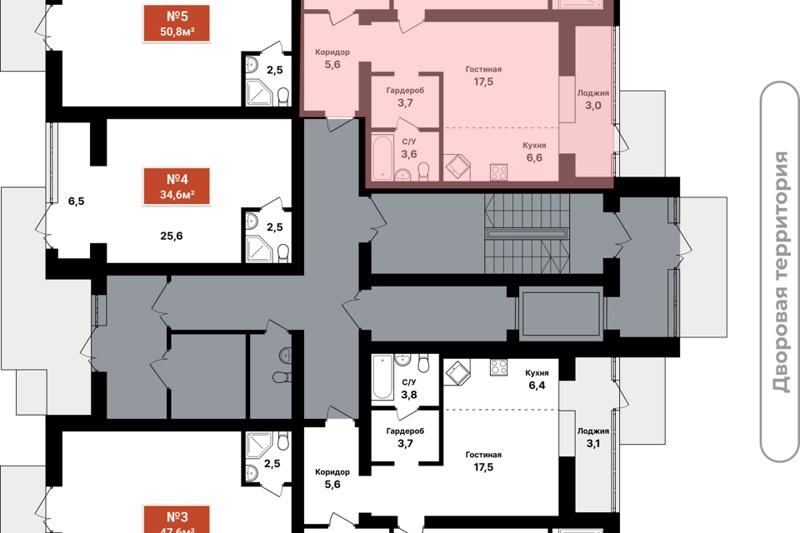 №5
50,8м²
2,5
Коридор
5,6
Гардероб
3,7
Гостиная
17,5
Лоджия
3,0
С/У
3,6
Кухня
6,6
№4
34,6м²
6,5
25,6
2,5
Дворовая территория
С/У
3,8
Кухня
6,4
Гардероб
3,7
Гостиная
17,5
Лоджия
3,1
Коридор
5,6
2,5
№3
47,6м²